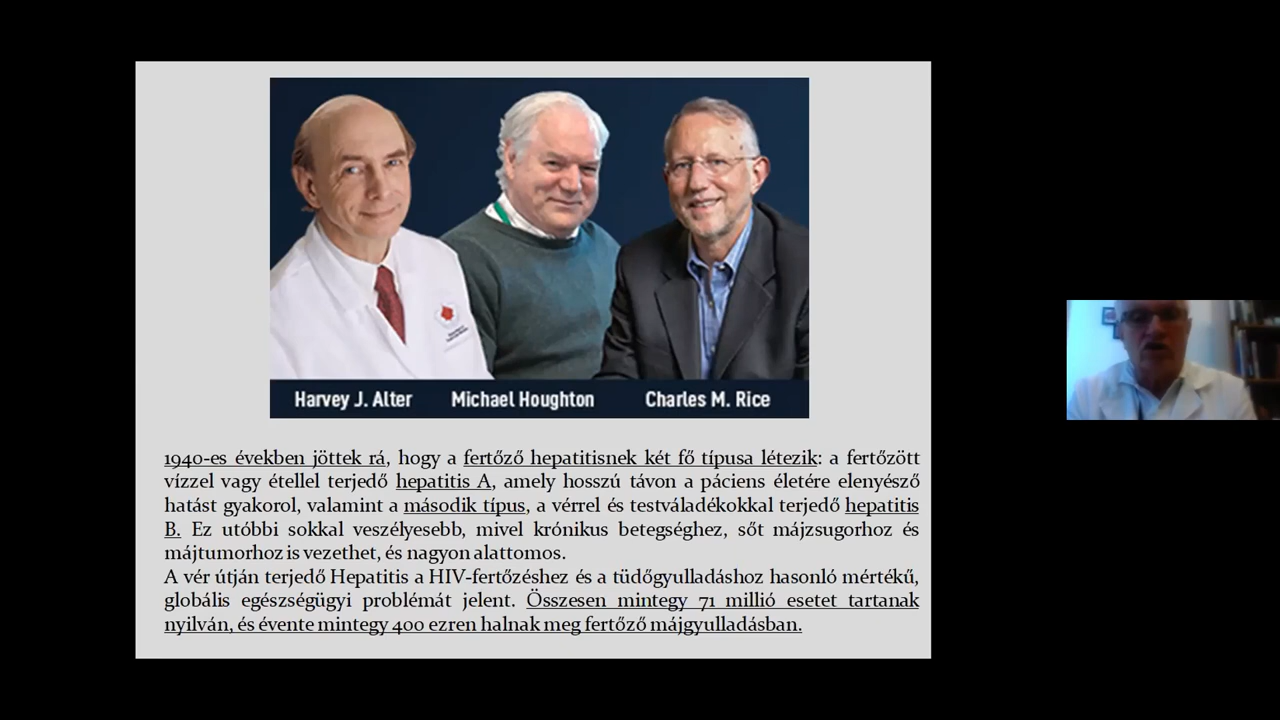 Harvey J. Alter Michael Houghton Charles M. Rice
1940-es években jöttek rá, hogy a fertőző hepatitisnek két fő típusa létezik: a fertőzött
vízzel vagy étellel terjedő hepatitis A, amely hosszú távon a páciens életére elenyésző
hatást gyakorol, valamint a második típus, a vérrel és testváladékokkal terjedő hepatitis
B. Ez utóbbi sokkal veszélyesebb, mivel krónikus betegséghez, sőt májzsugorhoz és
májtumorhoz is vezethet, és nagyon alattomos.
A vér útján terjedő Hepatitis a HIV-fertőzéshez és a tüdőgyulladáshoz hasonló mértékű,
globális egészségügyi problémát jelent. Összesen mintegy 71 millió esetet tartanak
nyilván, és évente mintegy 400 ezren halnak meg fertőző májgyulladásban.